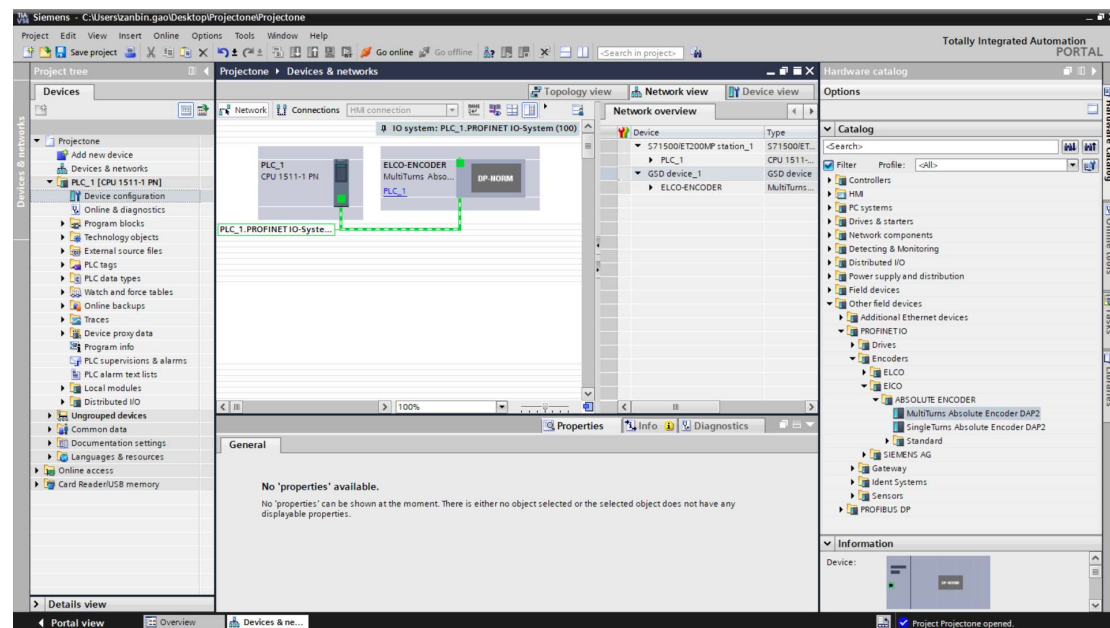 Siemens - C:\Users\zanbin.gao\Desktop\Projectone\Projectone
Project Edit View Insert Online Options Tools Window Help
Totally Integrated Automation
PORTAL
Save project
Go online
Go offline
<Search in project>
Project tree
Projectone ▸ Devices & networks
Hardware catalog
Devices
Topology view
Network view
Device view
Options
Network
Connections
HMI connection
Network overview
IO system: PLC_1.PROFINET IO-System (100)
PLC_1
CPU 1511-1 PN
ELCO-ENCODER
MultiTurns Abso...
PLC_1
DP-NORM
PLC_1.PROFINET IO-Syste...
100%
Device
Type
S71500/ET200MP station_1
S71500/ET...
PLC_1
CPU 1511-...
GSD device_1
GSD device
ELCO-ENCODER
MultiTurns...
Devices & networks
Projectone
Add new device
Devices & networks
PLC_1 [CPU 1511-1 PN]
Device configuration
Online & diagnostics
Program blocks
Technology objects
External source files
PLC tags
PLC data types
Watch and force tables
Online backups
Traces
Device proxy data
Program info
PLC supervisions & alarms
PLC alarm text lists
Local modules
Distributed I/O
Ungrouped devices
Common data
Documentation settings
Languages & resources
Online access
Card Reader/USB memory
Details view
Properties
Info
Diagnostics
General
No 'properties' available.
No 'properties' can be shown at the moment. There is either no object selected or the selected object does not have any
displayable properties.
Catalog
<Search>
Filter
Profile:
<All>
Controllers
HMI
PC systems
Drives & starters
Network components
Detecting & Monitoring
Distributed I/O
Power supply and distribution
Field devices
Other field devices
Additional Ethernet devices
PROFINET IO
Drives
Encoders
ELCO
ElCO
ABSOLUTE ENCODER
MultiTurns Absolute Encoder DAP2
SingleTurns Absolute Encoder DAP2
Standard
SIEMENS AG
Gateway
Ident Systems
Sensors
PROFIBUS DP
Information
Device:
DP-NORM
Hardware catalog
Online tools
Tasks
Libraries
Portal view
Overview
Devices & ne...
Project Projectone opened.